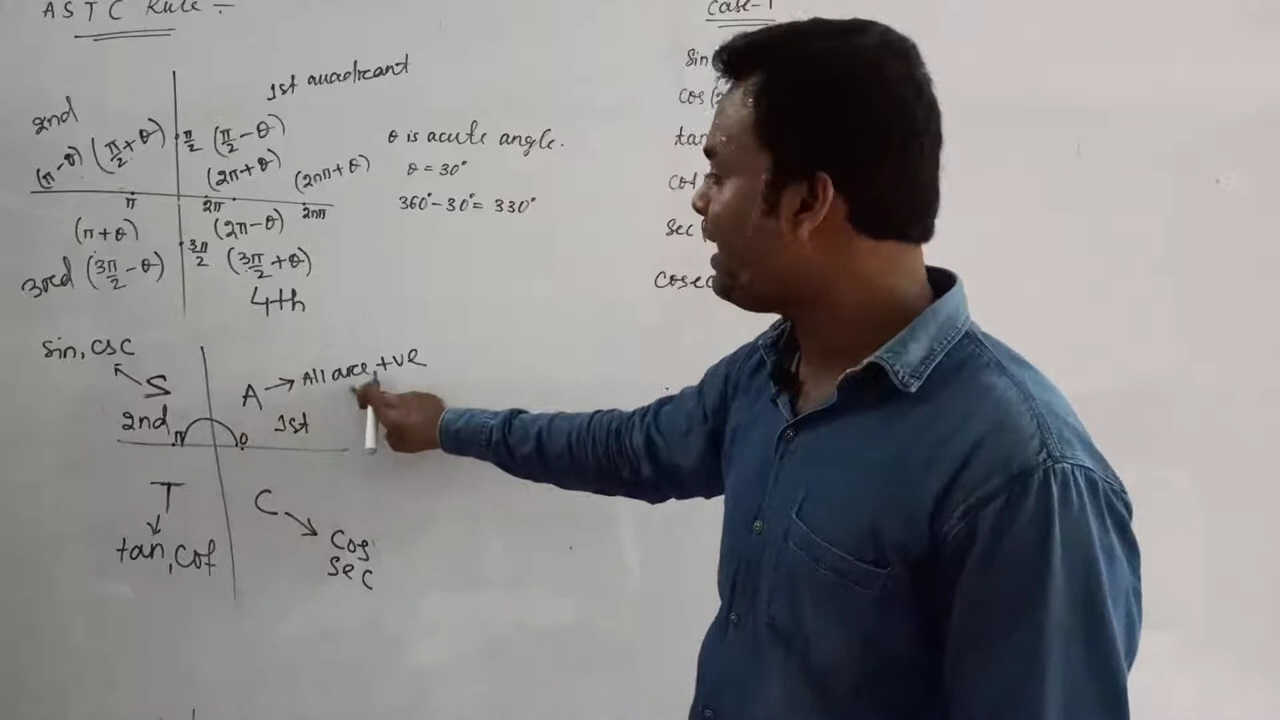 ASTC Rule :-
1st quadrant
2nd
(π-θ) (π/2+θ)
π/2 (π/2-θ)
(2π+θ) (2nπ+θ)
π 2π 2nπ
(π+θ) (2π-θ)
3rd (3π/2-θ)
3π/2 (3π/2+θ)
4th
θ is acute angle.
θ = 30°
360°-30°= 330°
sin, csc
S
A → All are +ve
2nd
1st
π 0
T
C
tan, cot
cos
sec
Case-1
sin
cos(2
tan
cot
sec
cosec